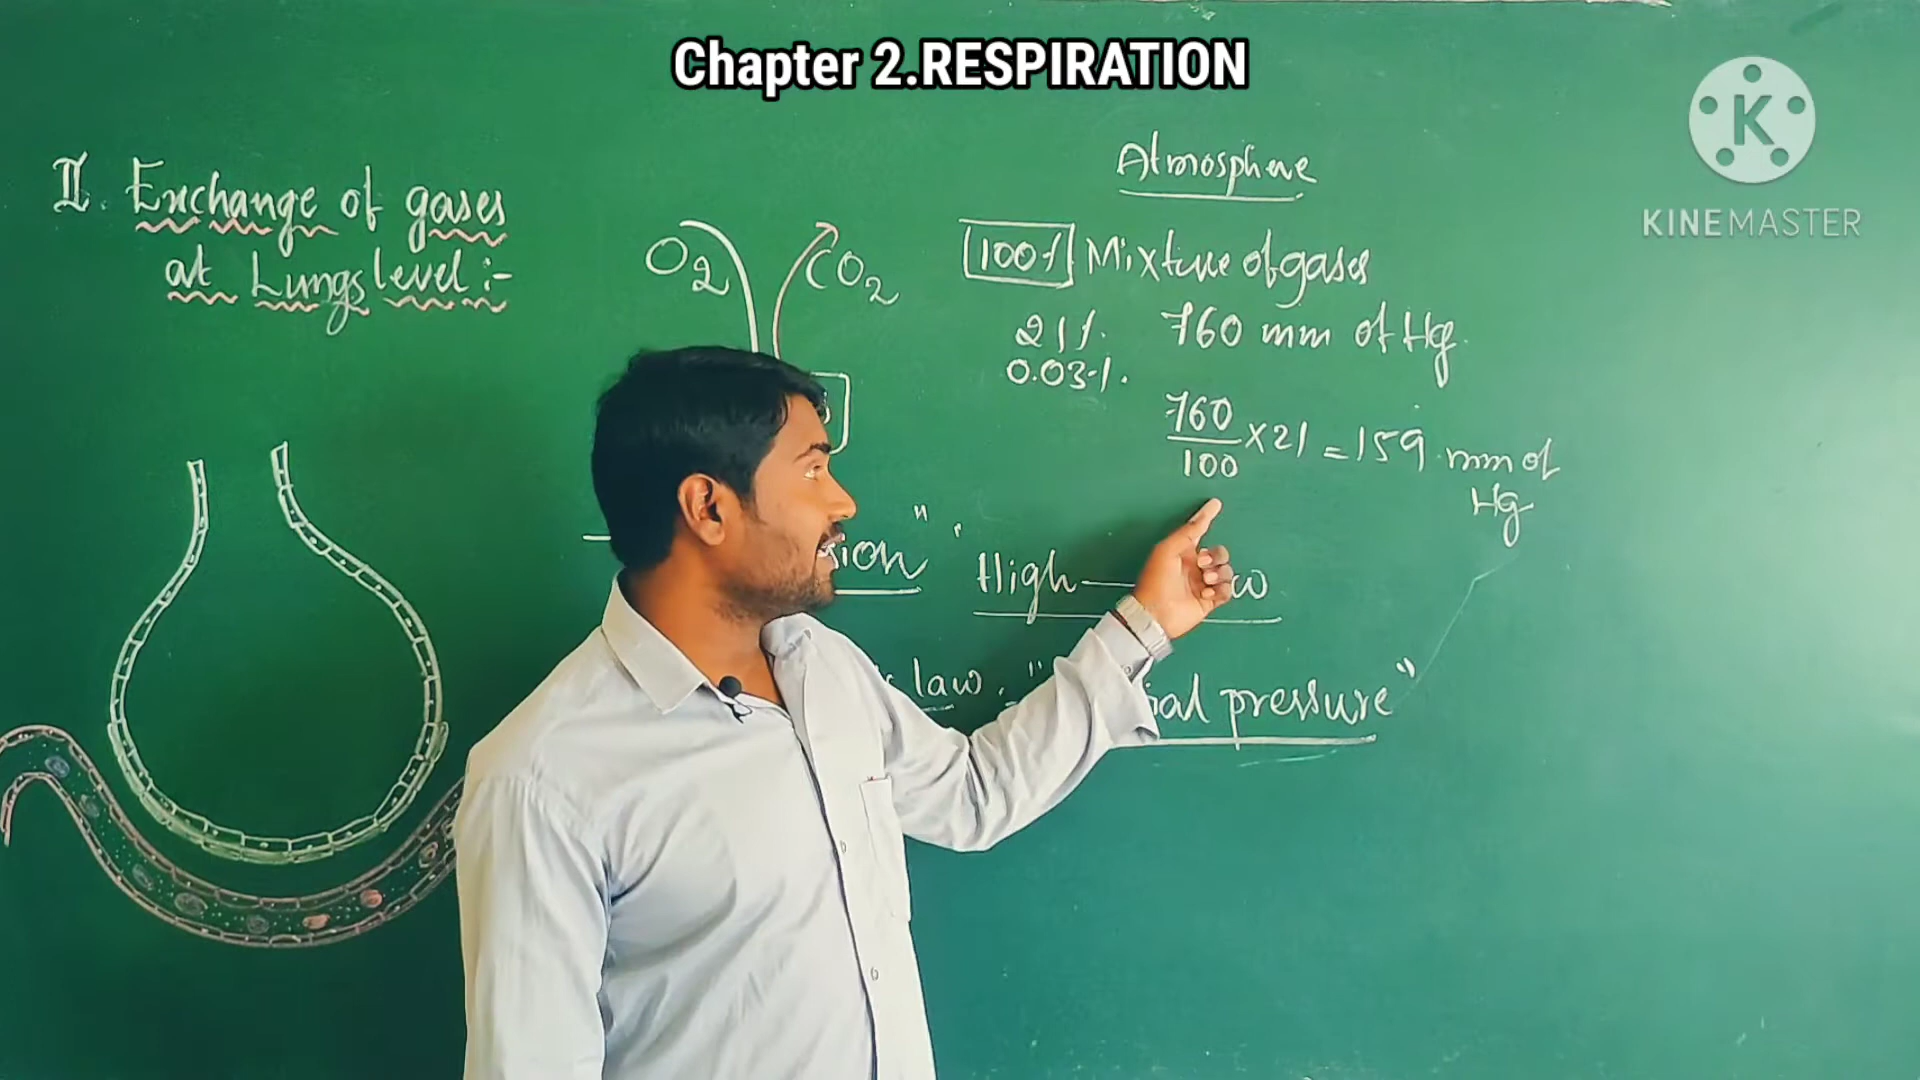 Chapter 2.RESPIRATION
K
KINEMASTER
II. Exchange of gases
at Lungs level :-
O2
CO2
Atmosphere
100% Mixture of gases
21% 760 mm of Hg.
0.03%.
760
100
×21 = 159 mm of
Hg
".
High
law. "
pressure"